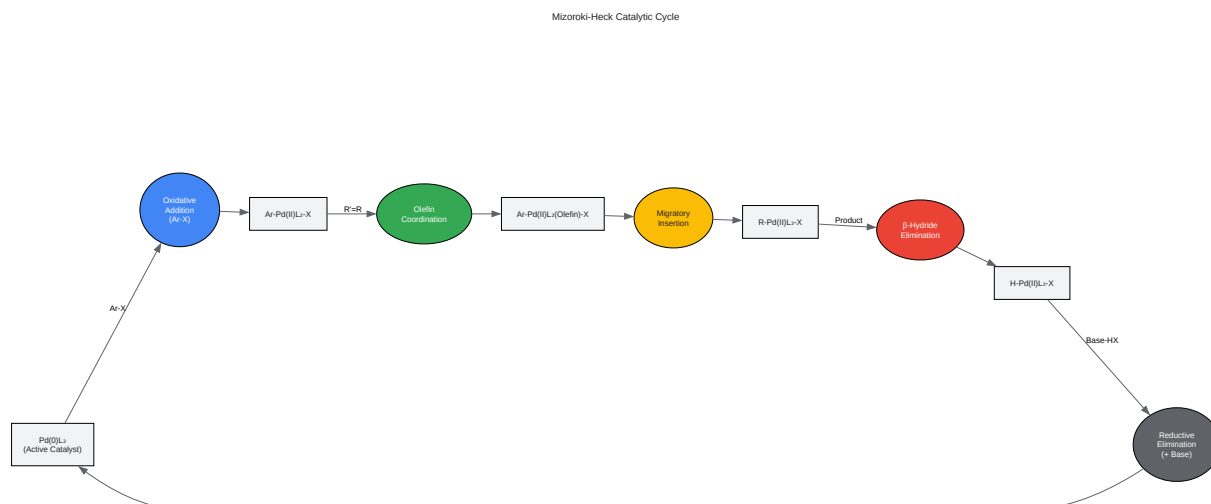 Mizoroki-Heck Catalytic Cycle
Oxidative
Addition
(Ar-X)
Ar-Pd(II)L₂-X
R'=R
Olefin
Coordination
Ar-Pd(II)L₂(Olefin)-X
Migratory
Insertion
R-Pd(II)L₂-X
Product
β-Hydride
Elimination
H-Pd(II)L₂-X
Ar-X
Base-HX
Pd(0)L₂
(Active Catalyst)
Reductive
Elimination
(+ Base)